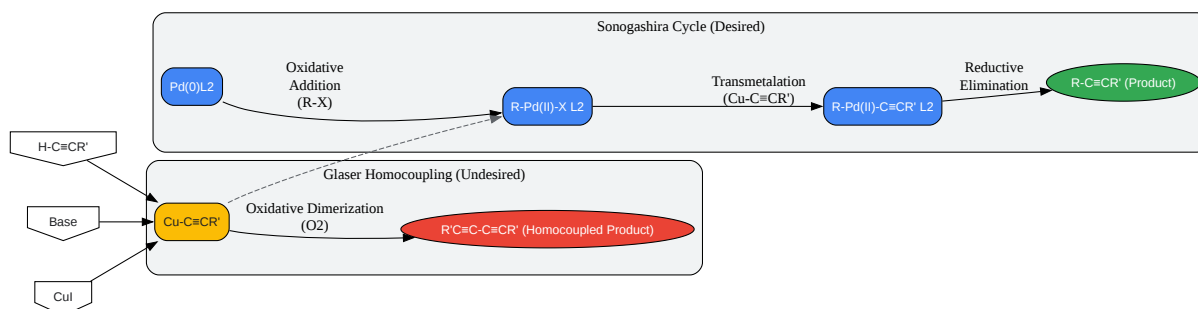 Sonogashira Cycle (Desired)
Pd(0)L2
Oxidative
Addition
(R-X)
R-Pd(II)-X L2
Transmetalation
(Cu-C≡CR')
R-Pd(II)-C≡CR' L2
Reductive
Elimination
R-C≡CR' (Product)
H-C≡CR'
Base
CuI
Glaser Homocoupling (Undesired)
Cu-C≡CR'
Oxidative Dimerization
(O2)
R'C≡C-C≡CR' (Homocoupled Product)